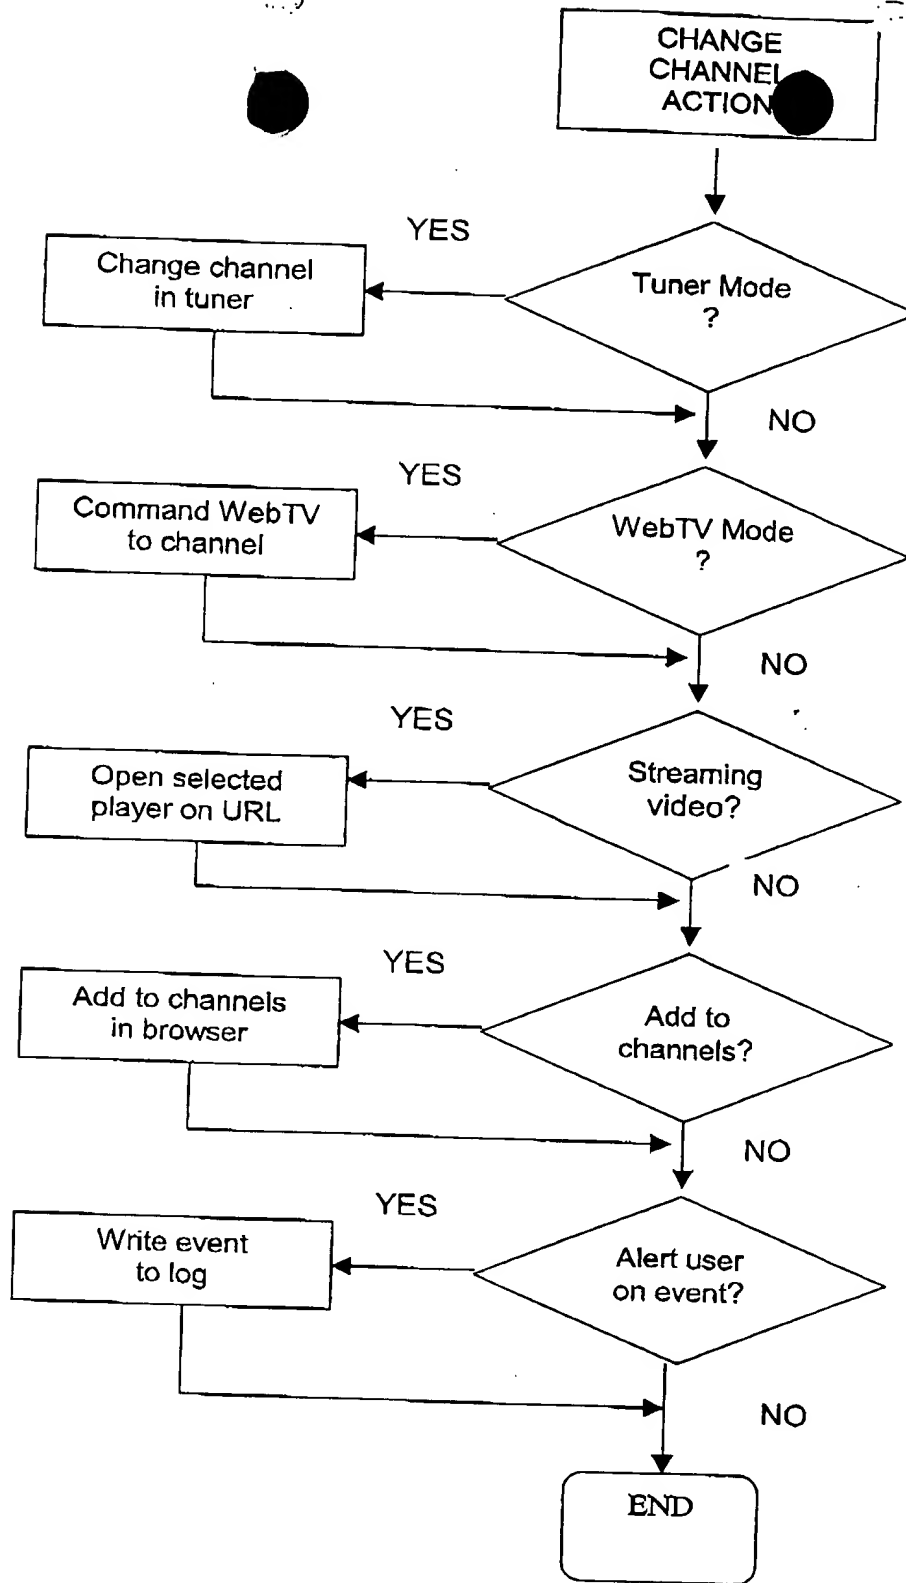 CHANGE
CHANNEL
ACTION
YES
Change channel
in tuner
Tuner Mode
?
NO
YES
Command WebTV
to channel
WebTV Mode
?
NO
YES
Open selected
player on URL
Streaming
video?
NO
YES
Add to channels
in browser
Add to
channels?
NO
YES
Write event
to log
Alert user
on event?
NO
END